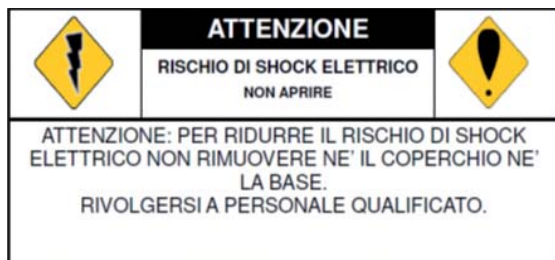 ATTENZIONE
RISCHIO DI SHOCK ELETTRICO
NON APRIRE
ATTENZIONE: PER RIDURRE IL RISCHIO DI SHOCK
ELETTRICO NON RIMUOVERE NE' IL COPERCHIO NE'
LA BASE.
RIVOLGERSI A PERSONALE QUALIFICATO.